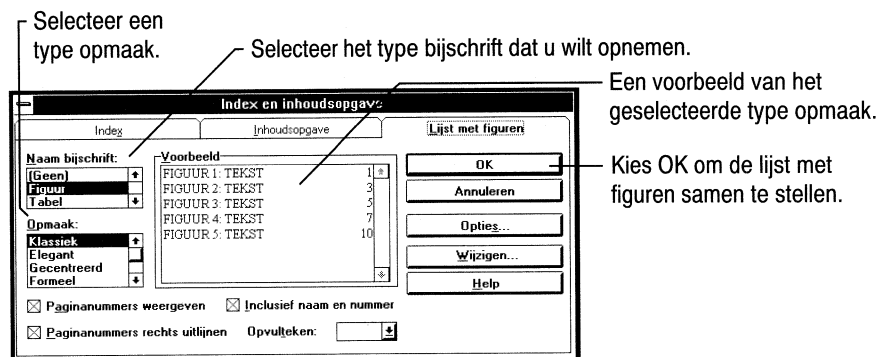 Selecteer een
type opmaak.
Selecteer het type bijschrift dat u wilt opnemen.
Een voorbeeld van het
geselecteerde type opmaak.
Index en inhoudsopgave
Index
Inhoudsopgave
Lijst met figuren
Naam bijschrift:
(Geen)
Figuur
Tabel
Voorbeeld
FIGUUR 1: TEKST 1
FIGUUR 2: TEKST 3
FIGUUR 3: TEKST 5
FIGUUR 4: TEKST 7
FIGUUR 5: TEKST 10
OK
Kies OK om de lijst met
figuren samen te stellen.
Annuleren
Opmaak:
Klassiek
Elegant
Gecentreerd
Formeel
Opties...
Wijzigen...
Help
Paginanummers weergeven
Inclusief naam en nummer
Paginanummers rechts uitlijnen
Opvulteken: